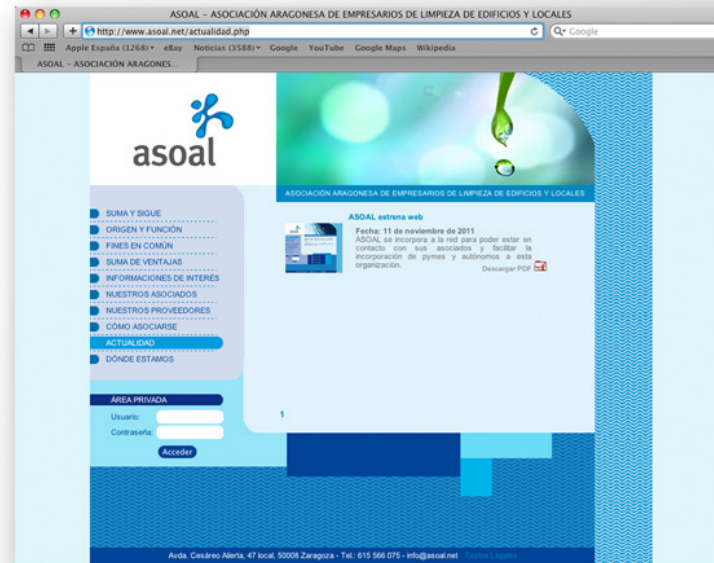 ASOAL – ASOCIACIÓN ARAGONESA DE EMPRESARIOS DE LIMPIEZA DE EDIFICIOS Y LOCALES
http://www.asoal.net/actualidad.php
Google
Apple España (1268) eBay Noticias (3588) Google YouTube Google Maps Wikipedia
ASOAL – ASOCIACIÓN ARAGONES...
asoal
ASOCIACIÓN ARAGONESA DE EMPRESARIOS DE LIMPIEZA DE EDIFICIOS Y LOCALES
SUMA Y SIGUE
ORIGEN Y FUNCIÓN
FINES EN COMÚN
SUMA DE VENTAJAS
INFORMACIONES DE INTERÉS
NUESTROS ASOCIADOS
NUESTROS PROVEEDORES
CÓMO ASOCIARSE
ACTUALIDAD
DÓNDE ESTAMOS
ASOAL estrena web
Fecha: 11 de noviembre de 2011
ASOAL se incorpora a la red para poder estar en
contacto con sus asociados y facilitar la
incorporación de pymes y autónomos a esta
organización.
Descargar PDF
ÁREA PRIVADA
Usuario:
Contraseña:
Acceder
1
Avda. Cesáreo Alierta, 47 local, 50008 Zaragoza - Tel.: 615 566 075 - info@asoal.net - Textos Legales